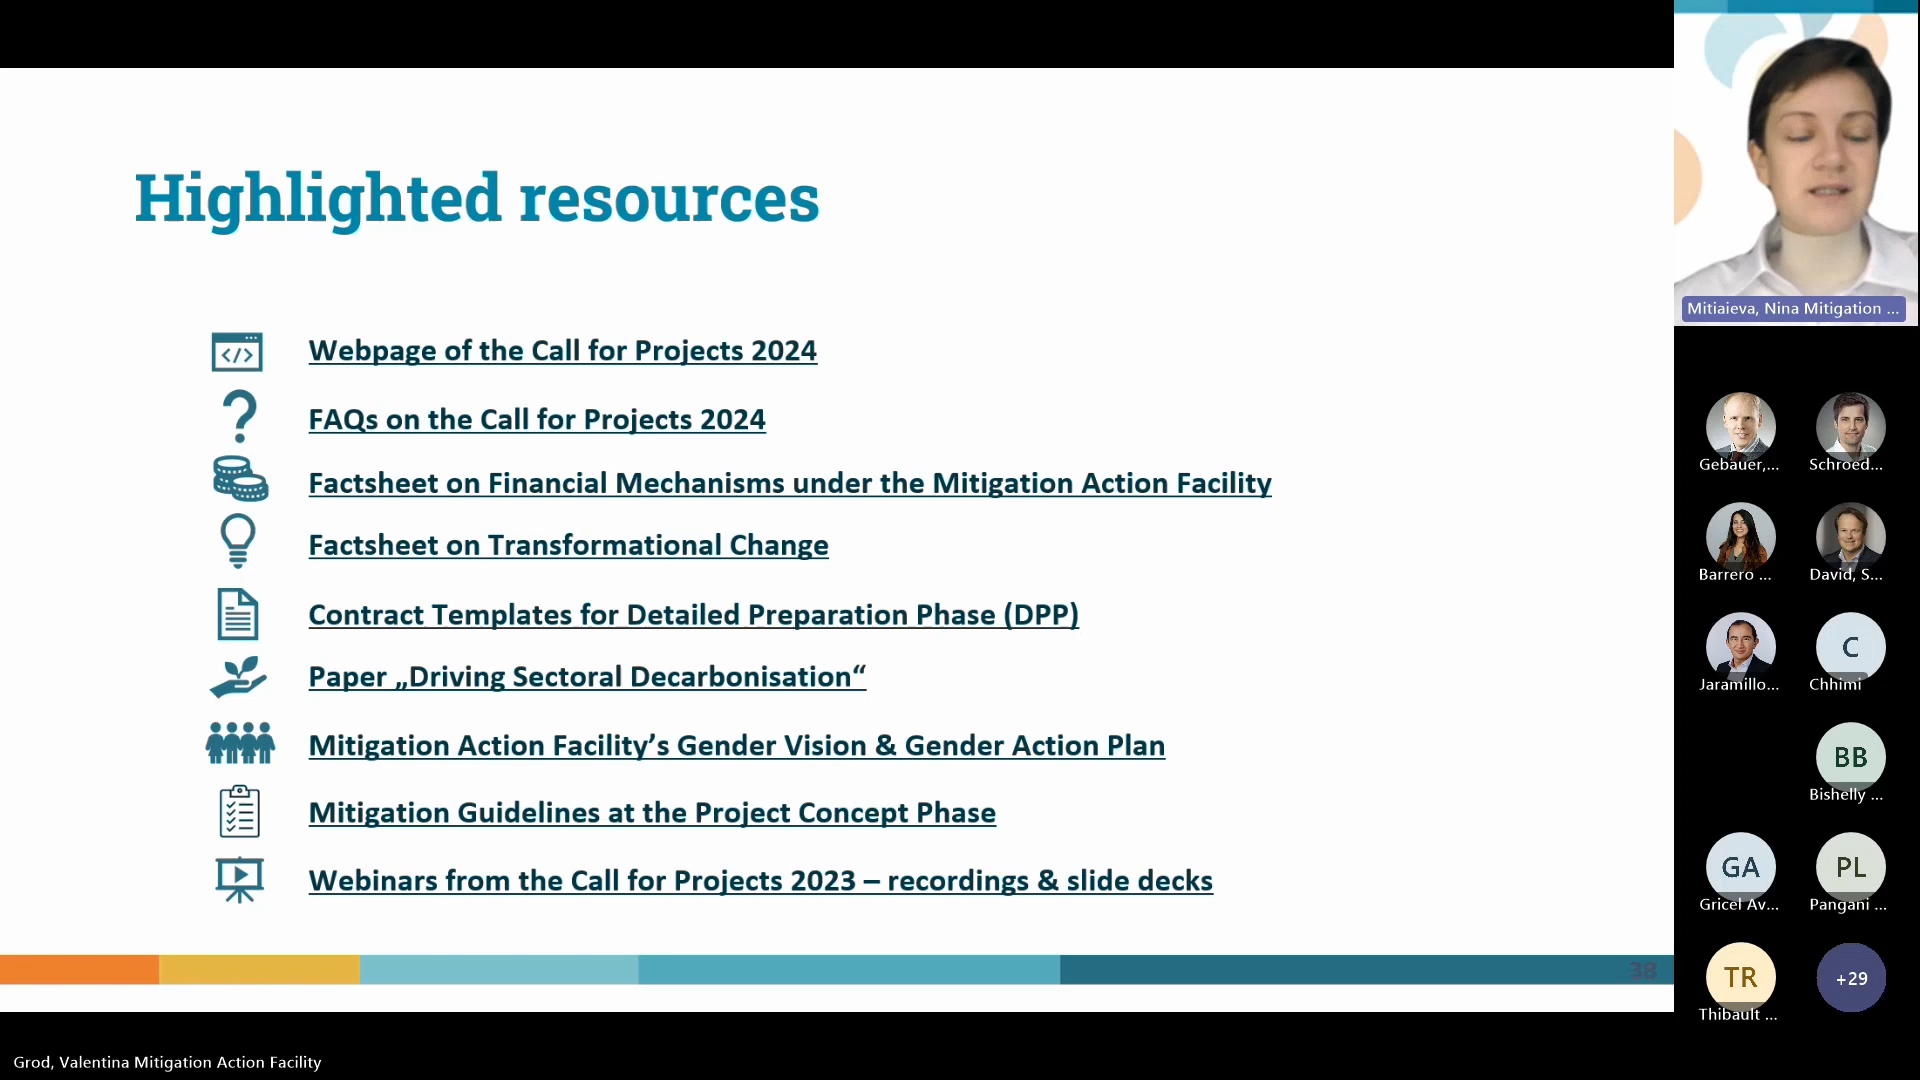 Highlighted resources
</>
Webpage of the Call for Projects 2024
?
FAQs on the Call for Projects 2024
Factsheet on Financial Mechanisms under the Mitigation Action Facility
Factsheet on Transformational Change
Contract Templates for Detailed Preparation Phase (DPP)
Paper „Driving Sectoral Decarbonisation“
Mitigation Action Facility’s Gender Vision & Gender Action Plan
Mitigation Guidelines at the Project Concept Phase
Webinars from the Call for Projects 2023 – recordings & slide decks
38
Mitiaieva, Nina Mitigation ...
Gebauer,...
Schroed...
Barrero ...
David, S...
Jaramillo...
C
Chhimi
BB
Bishelly ...
GA
Gricel Av...
PL
Pangani ...
TR
Thibault ...
+29
Grod, Valentina Mitigation Action Facility